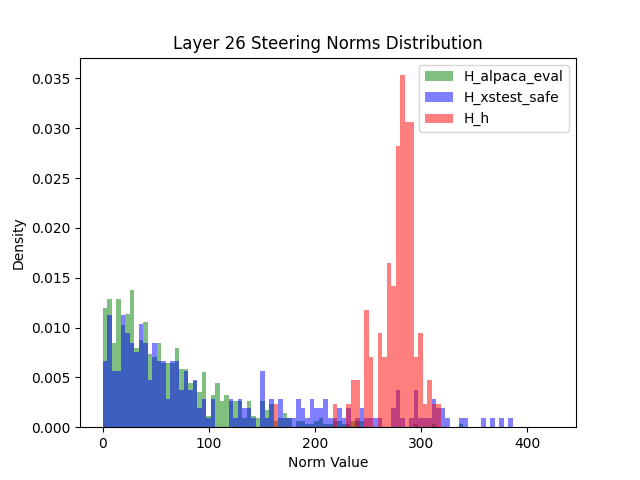 Layer 26 Steering Norms Distribution
H_alpaca_eval
H_xstest_safe
H_h
0.035
0.030
0.025
0.020
0.015
0.010
0.005
0.000
Density
0
100
200
300
400
Norm Value